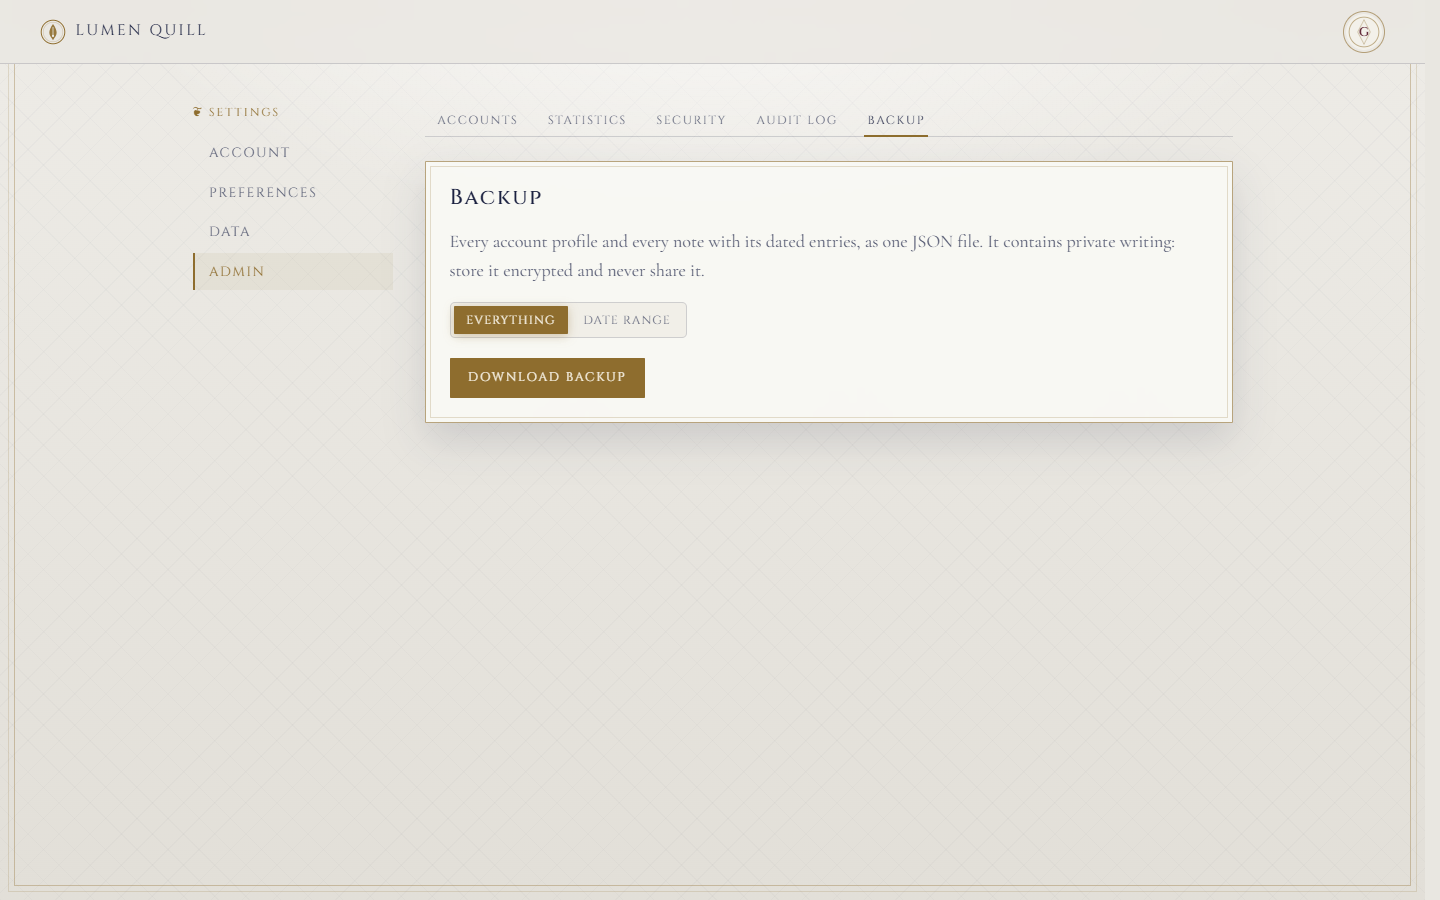 LUMEN QUILL
G
SETTINGS
ACCOUNT
PREFERENCES
DATA
ADMIN
ACCOUNTS STATISTICS SECURITY AUDIT LOG BACKUP
BACKUP
Every account profile and every note with its dated entries, as one JSON file. It contains private writing:
store it encrypted and never share it.
EVERYTHING DATE RANGE
DOWNLOAD BACKUP